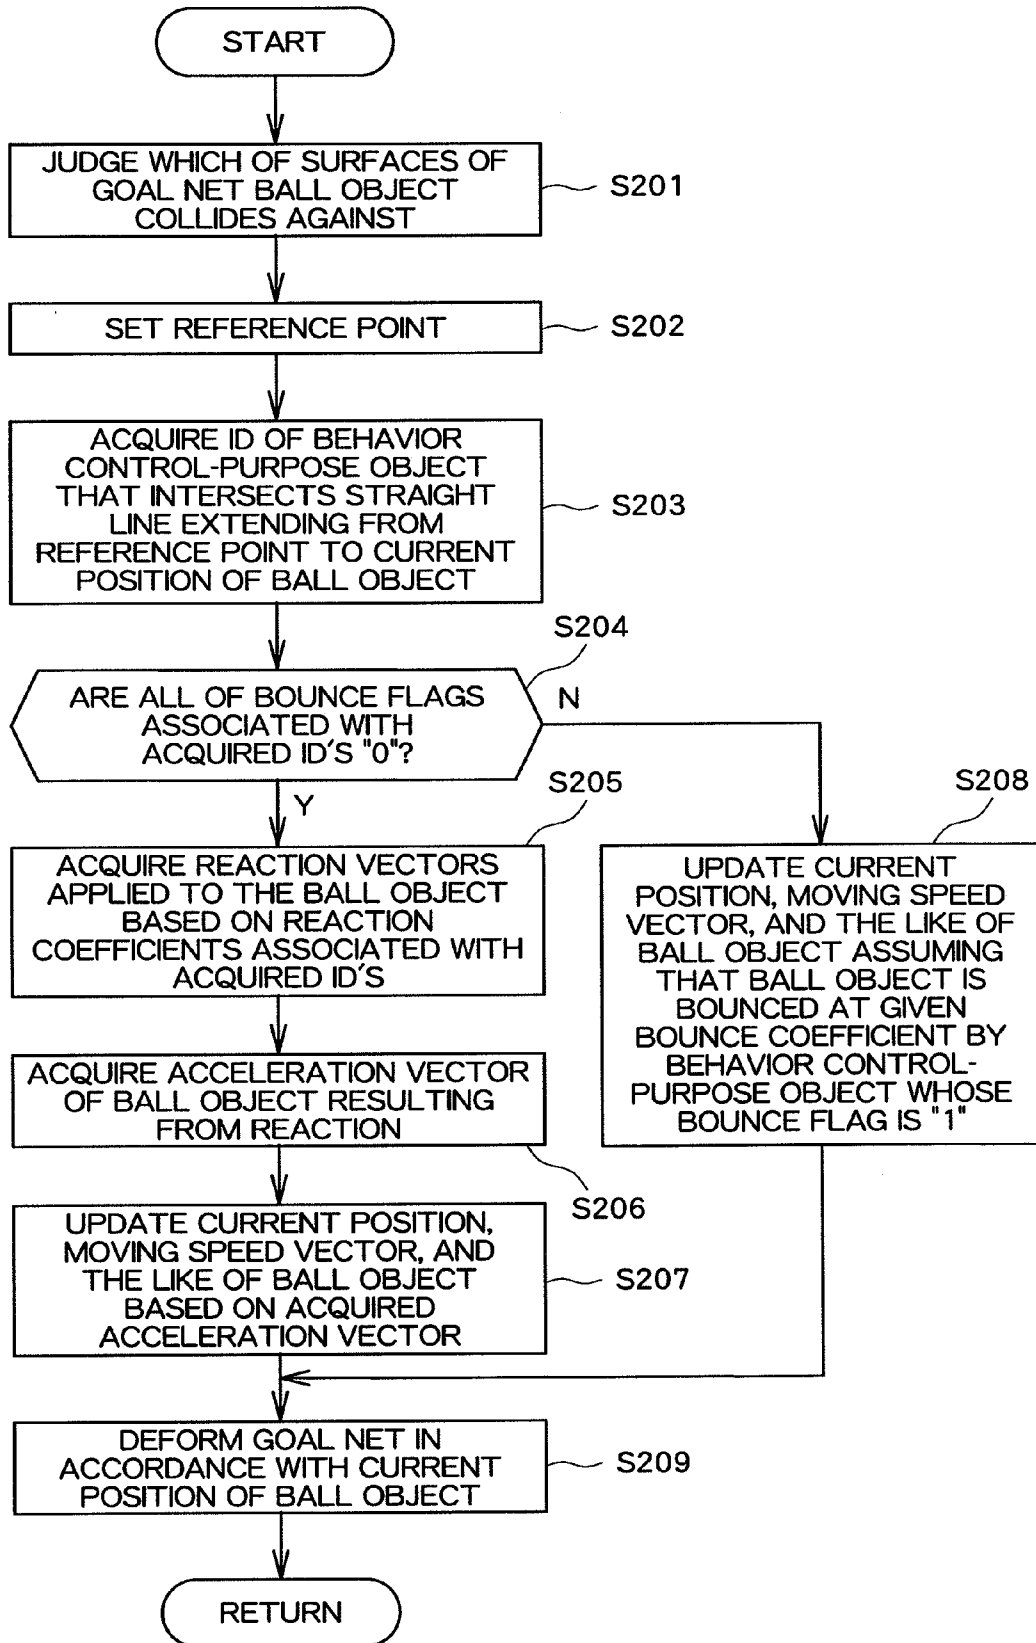 START
JUDGE WHICH OF SURFACES OF
GOAL NET BALL OBJECT
COLLIDES AGAINST
S201
SET REFERENCE POINT
S202
ACQUIRE ID OF BEHAVIOR
CONTROL-PURPOSE OBJECT
THAT INTERSECTS STRAIGHT
LINE EXTENDING FROM
REFERENCE POINT TO CURRENT
POSITION OF BALL OBJECT
S203
S204
ARE ALL OF BOUNCE FLAGS
ASSOCIATED WITH
ACQUIRED ID'S "0"?
N
Y
S205
ACQUIRE REACTION VECTORS
APPLIED TO THE BALL OBJECT
BASED ON REACTION
COEFFICIENTS ASSOCIATED WITH
ACQUIRED ID'S
S208
UPDATE CURRENT
POSITION, MOVING SPEED
VECTOR, AND THE LIKE OF
BALL OBJECT ASSUMING
THAT BALL OBJECT IS
BOUNCED AT GIVEN
BOUNCE COEFFICIENT BY
BEHAVIOR CONTROL-
PURPOSE OBJECT WHOSE
BOUNCE FLAG IS "1"
ACQUIRE ACCELERATION VECTOR
OF BALL OBJECT RESULTING
FROM REACTION
S206
UPDATE CURRENT POSITION,
MOVING SPEED VECTOR, AND
THE LIKE OF BALL OBJECT
BASED ON ACQUIRED
ACCELERATION VECTOR
S207
DEFORM GOAL NET IN
ACCORDANCE WITH CURRENT
POSITION OF BALL OBJECT
S209
RETURN